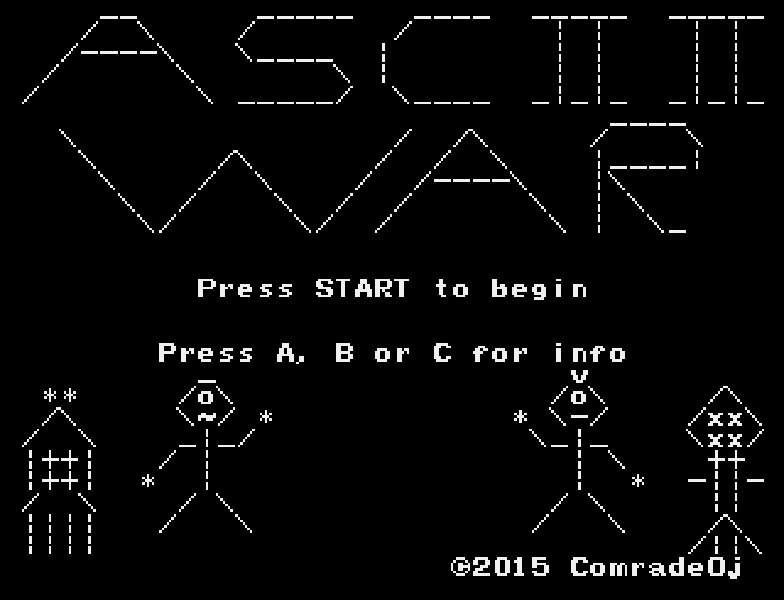 ASCII
WAR
Press START to begin
Press A, B or C for info
©2015 ComradeOj